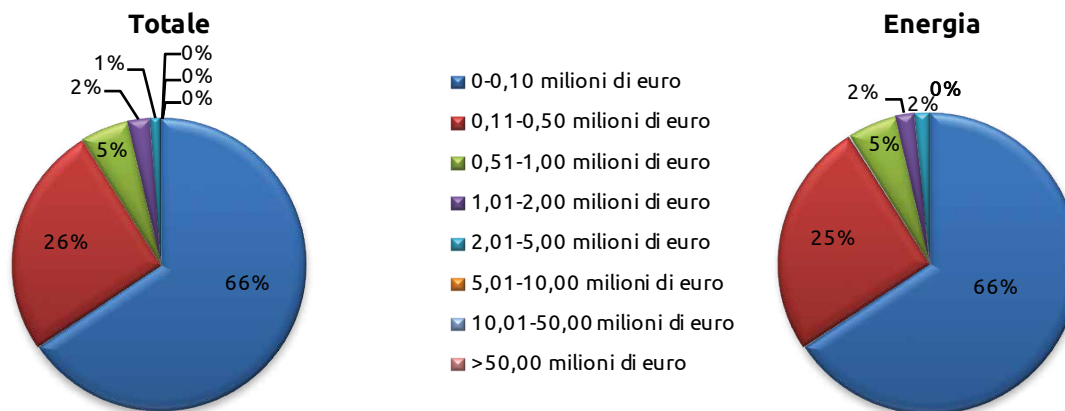 Totale
0%
1%
0%
2%
0%
5%
26%
66%
0-0,10 milioni di euro
0,11-0,50 milioni di euro
0,51-1,00 milioni di euro
1,01-2,00 milioni di euro
2,01-5,00 milioni di euro
5,01-10,00 milioni di euro
10,01-50,00 milioni di euro
>50,00 milioni di euro
Energia
0%
2%
2%
5%
25%
66%